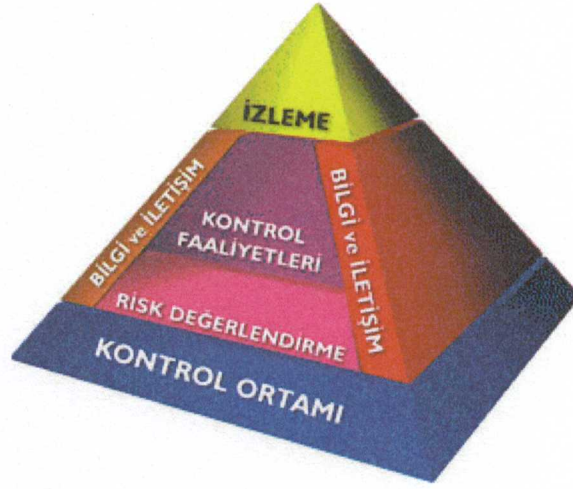 İZLEME
BİLGİ ve İLETİŞİM
BİLGİ ve İLETİŞİM
KONTROL
FAALİYETLERİ
RİSK DEĞERLENDİRME
KONTROL ORTAMI